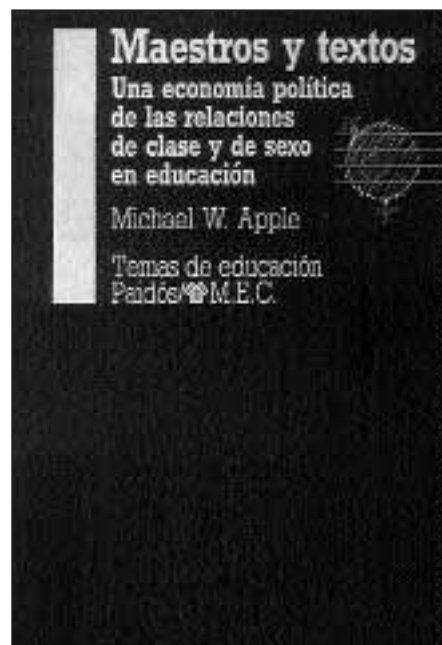 Maestros y textos
Una economía política
de las relaciones
de clase y de sexo
en educación
Michael W. Apple
Temas de educación
Paidós/M.E.C.